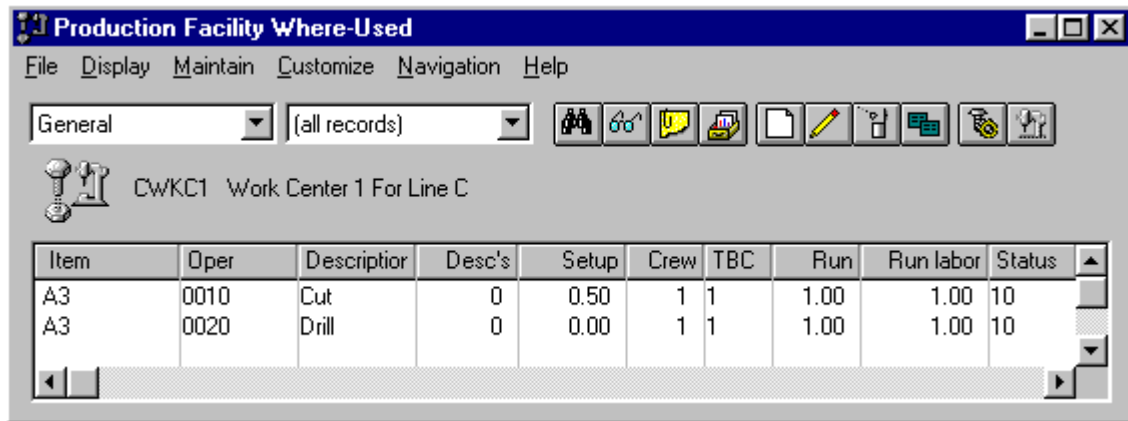 Production Facility Where-Used
File Display Maintain Customize Navigation Help
General (all records)
CWKC1 Work Center 1 For Line C
Item Oper Description Desc's Setup Crew TBC Run Run labor Status
A3 0010 Cut 0 0.50 1 1 1.00 1.00 10
A3 0020 Drill 0 0.00 1 1 1.00 1.00 10